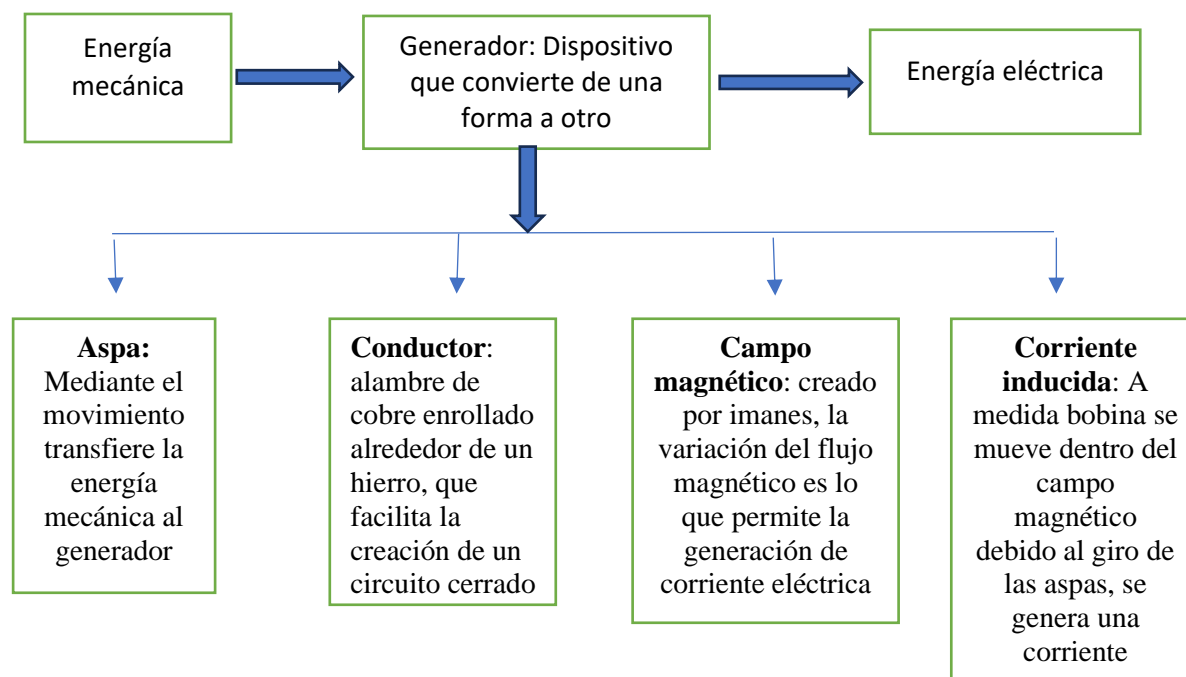 Energía
mecánica
Generador: Dispositivo
que convierte de una
forma a otro
Energía eléctrica
Aspa:
Mediante el
movimiento
transfiere la
energía
mecánica al
generador
Conductor:
alambre de
cobre enrollado
alrededor de un
hierro, que
facilita la
creación de un
circuito cerrado
Campo
magnético: creado
por imanes, la
variación del flujo
magnético es lo
que permite la
generación de
corriente eléctrica
Corriente
inducida: A
medida bobina se
mueve dentro del
campo
magnético
debido al giro de
las aspas, se
genera una
corriente